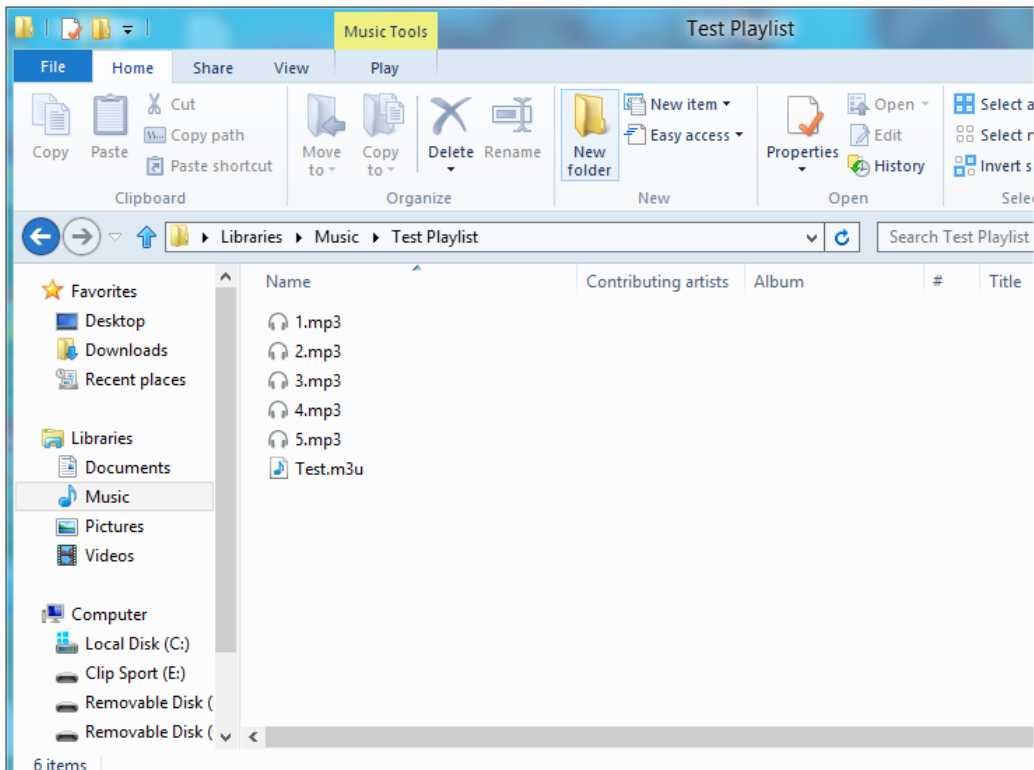 Music Tools
Test Playlist
File Home Share View Play
Copy
Paste
Cut
Copy path
Paste shortcut
Clipboard
Move to
Copy to
Delete
Rename
Organize
New folder
New item
Easy access
New
Properties
Open
Edit
History
Open
Select a
Select n
Invert s
Sele
Libraries Music Test Playlist
Search Test Playlist
Favorites
Desktop
Downloads
Recent places
Libraries
Documents
Music
Pictures
Videos
Computer
Local Disk (C:)
Clip Sport (E:)
Removable Disk (
Removable Disk (
Name Contributing artists Album # Title
1.mp3
2.mp3
3.mp3
4.mp3
5.mp3
Test.m3u
6 items